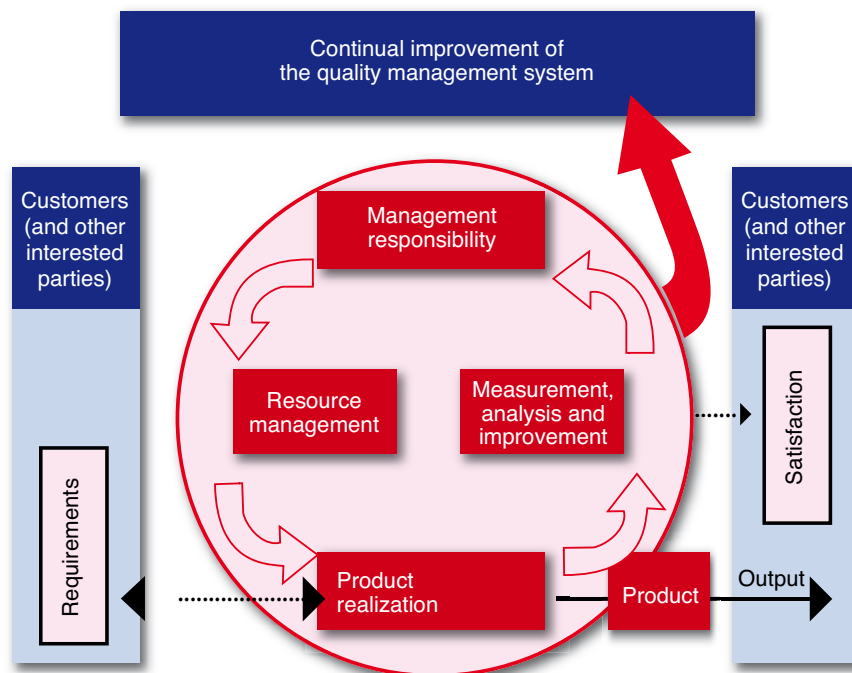 Continual improvement of
the quality management system
Customers
(and other
interested
parties)
Management
responsibility
Customers
(and other
interested
parties)
Resource
management
Measurement,
analysis and
improvement
Satisfaction
Requirements
Product
realization
Product
Output